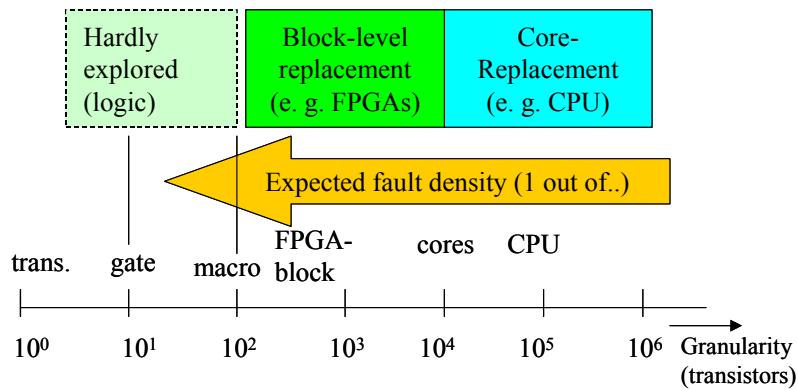 Hardly
explored
(logic)
Block-level
replacement
(e. g. FPGAs)
Core-
Replacement
(e. g. CPU)
Expected fault density (1 out of..)
trans.
gate
macro
FPGA-
block
cores
CPU
10⁰
10¹
10²
10³
10⁴
10⁵
10⁶
Granularity
(transistors)